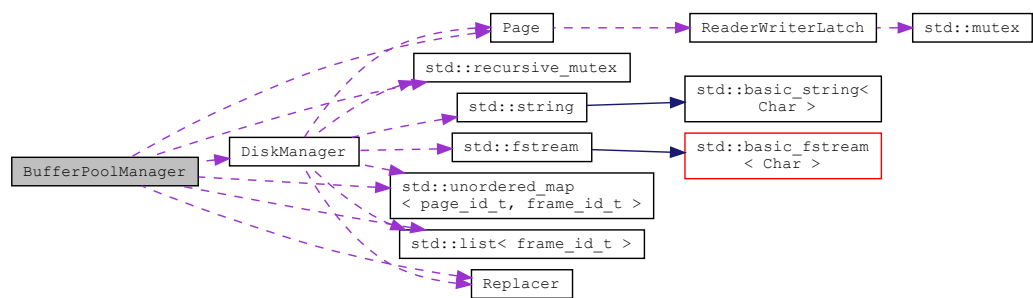 Page
ReaderWriterLatch
std::mutex
std::recursive_mutex
std::string
std::basic_string<
Char >
DiskManager
std::fstream
std::basic_fstream
< Char >
BufferPoolManager
std::unordered_map
< page_id_t, frame_id_t >
std::list< frame_id_t >
Replacer